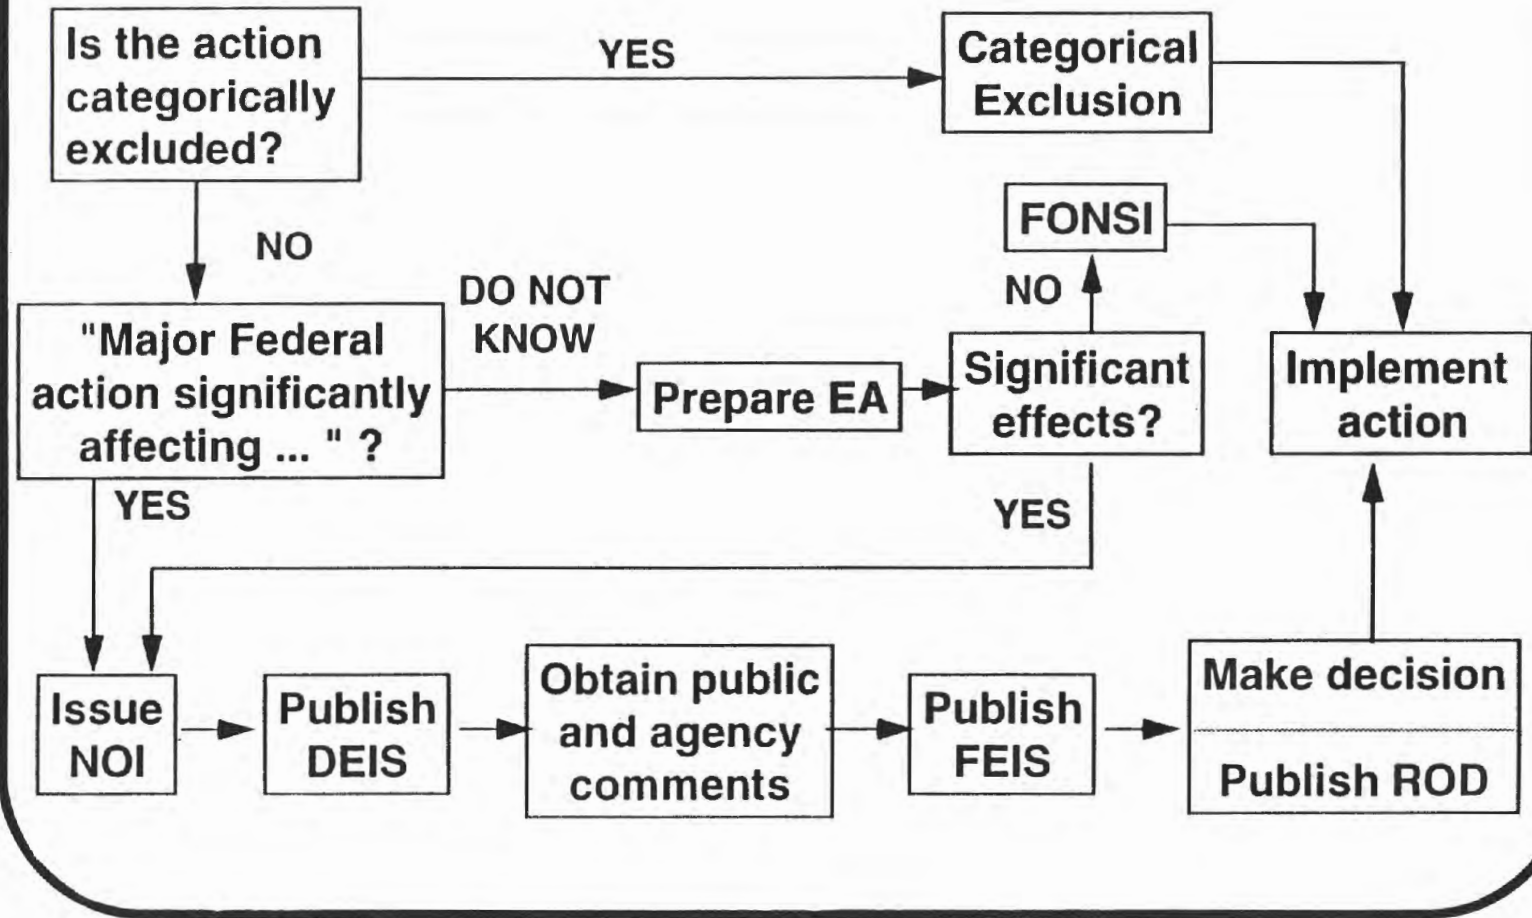 Is the action
categorically
excluded?
YES
Categorical
Exclusion
NO
FONSI
NO
"Major Federal
action significantly
affecting ... " ?
DO NOT
KNOW
Prepare EA
Significant
effects?
Implement
action
YES
YES
Issue
NOI
Publish
DEIS
Obtain public
and agency
comments
Publish
FEIS
Make decision
Publish ROD